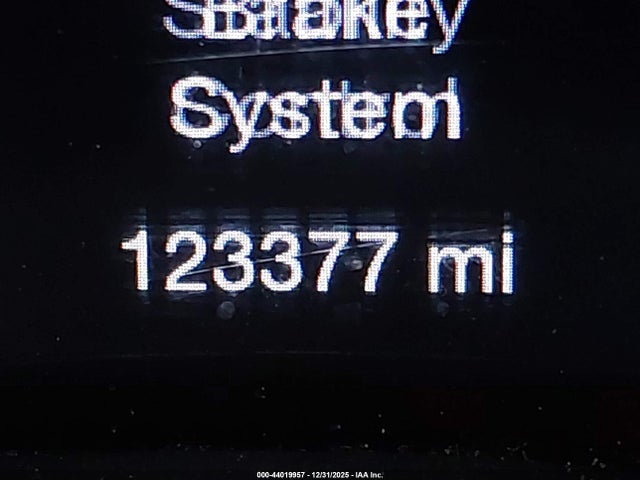 System
123377 mi
000-44019957 - 12/31/2025 - IAA Inc.